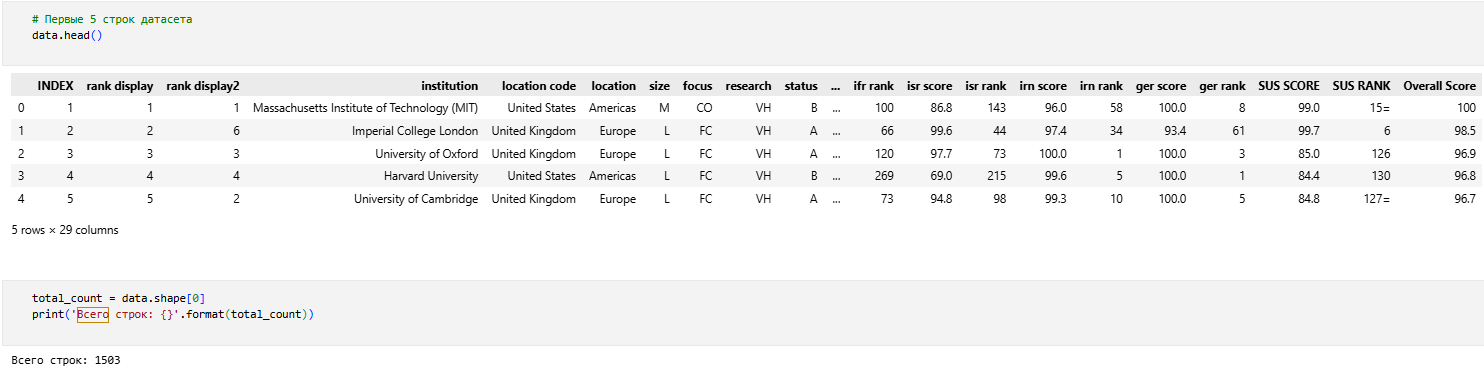 # Первые 5 строк датасета
data.head()
INDEX rank display rank display2 institution location code location size focus research status ... ifr rank isr score isr rank irn score irn rank ger score ger rank SUS SCORE SUS RANK Overall Score
0 1 1 1 Massachusetts Institute of Technology (MIT) United States Americas M CO VH B ... 100 86.8 143 96.0 58 100.0 8 99.0 15= 100
1 2 2 6 Imperial College London United Kingdom Europe L FC VH A ... 66 99.6 44 97.4 34 93.4 61 99.7 6 98.5
2 3 3 3 University of Oxford United Kingdom Europe L FC VH A ... 120 97.7 73 100.0 1 100.0 3 85.0 126 96.9
3 4 4 4 Harvard University United States Americas L FC VH B ... 269 69.0 215 99.6 5 100.0 1 84.4 130 96.8
4 5 5 2 University of Cambridge United Kingdom Europe L FC VH A ... 73 94.8 98 99.3 10 100.0 5 84.8 127= 96.7
5 rows × 29 columns
total_count = data.shape[0]
print('Всего строк: {}'.format(total_count))
Всего строк: 1503